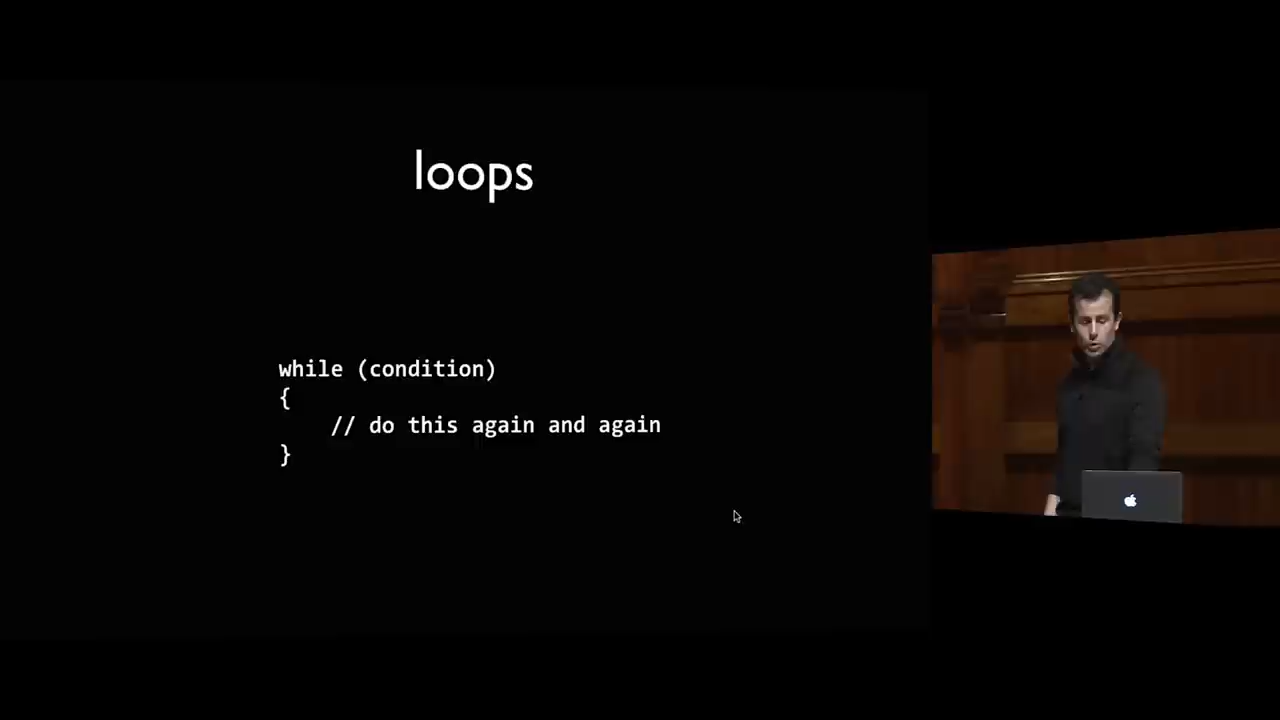 loops
while (condition)
{
// do this again and again
}